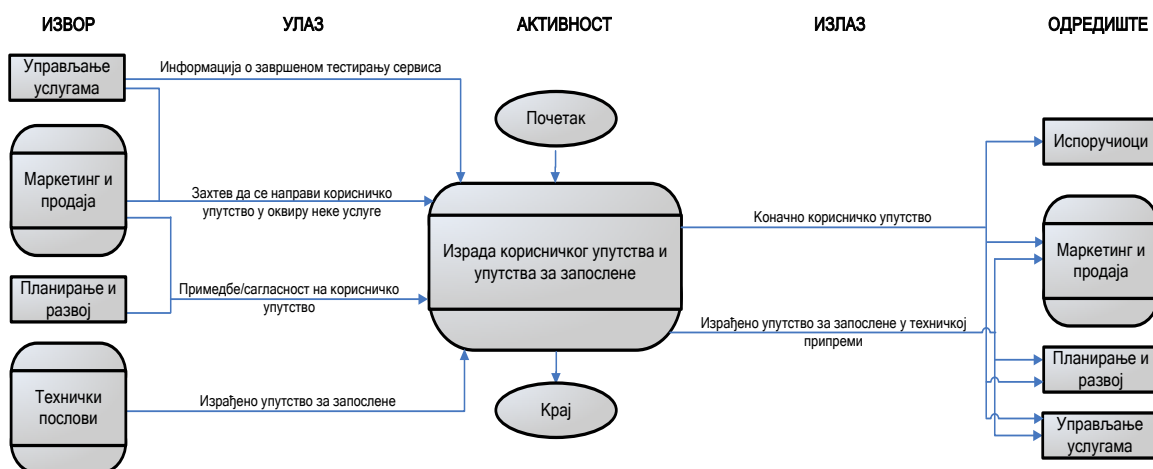 ИЗВОР
УЛАЗ
АКТИВНОСТ
ИЗЛАЗ
ОДРЕДИШТЕ
Управљање
услугама
Информација о завршеном тестирању сервиса
Почетак
Испоручиоци
Маркетинг и
продаја
Захтев да се направи корисничко
упутство у оквиру неке услуге
Израда корисничког упутства и
упутства за запослене
Коначно корисничко упутство
Маркетинг и
продаја
Планирање и
развој
Примедбе/сагласност на корисничко
упутство
Израђено упутство за запослене у техничкој
припреми
Планирање и
развој
Технички
послови
Израђено упутство за запослене
Крај
Управљање
услугама